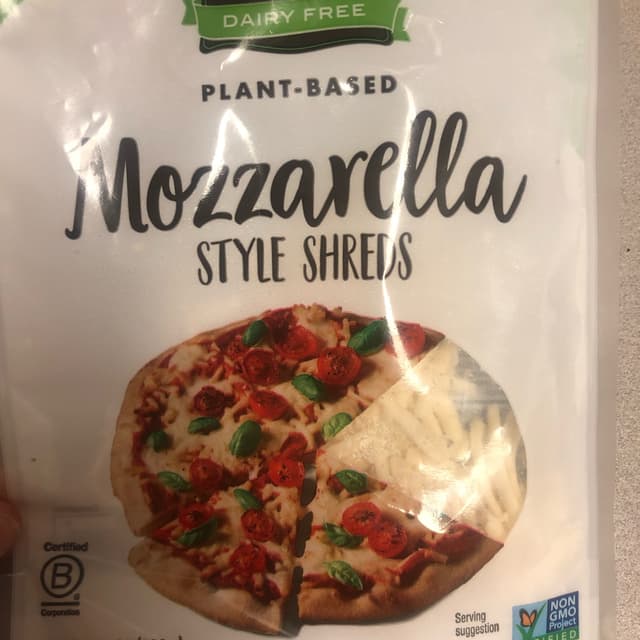 DAIRY FREE
PLANT-BASED
Mozzarella
STYLE SHREDS
Certified
B
Corporation
Serving
suggestion
NON
GMO
Project